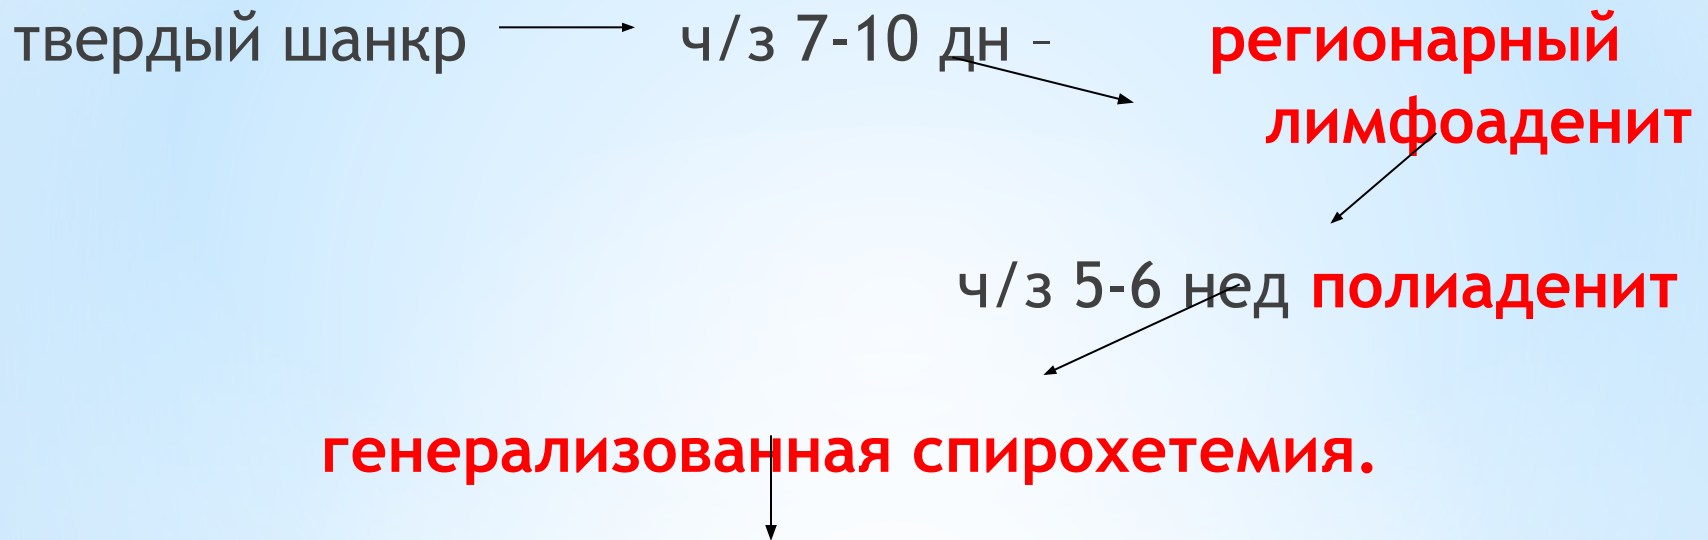 твердый шанкр ч/з 7-10 дн – регионарный
лимфоаденит
ч/з 5-6 нед полиаденит
генерализованная спирохетемия.